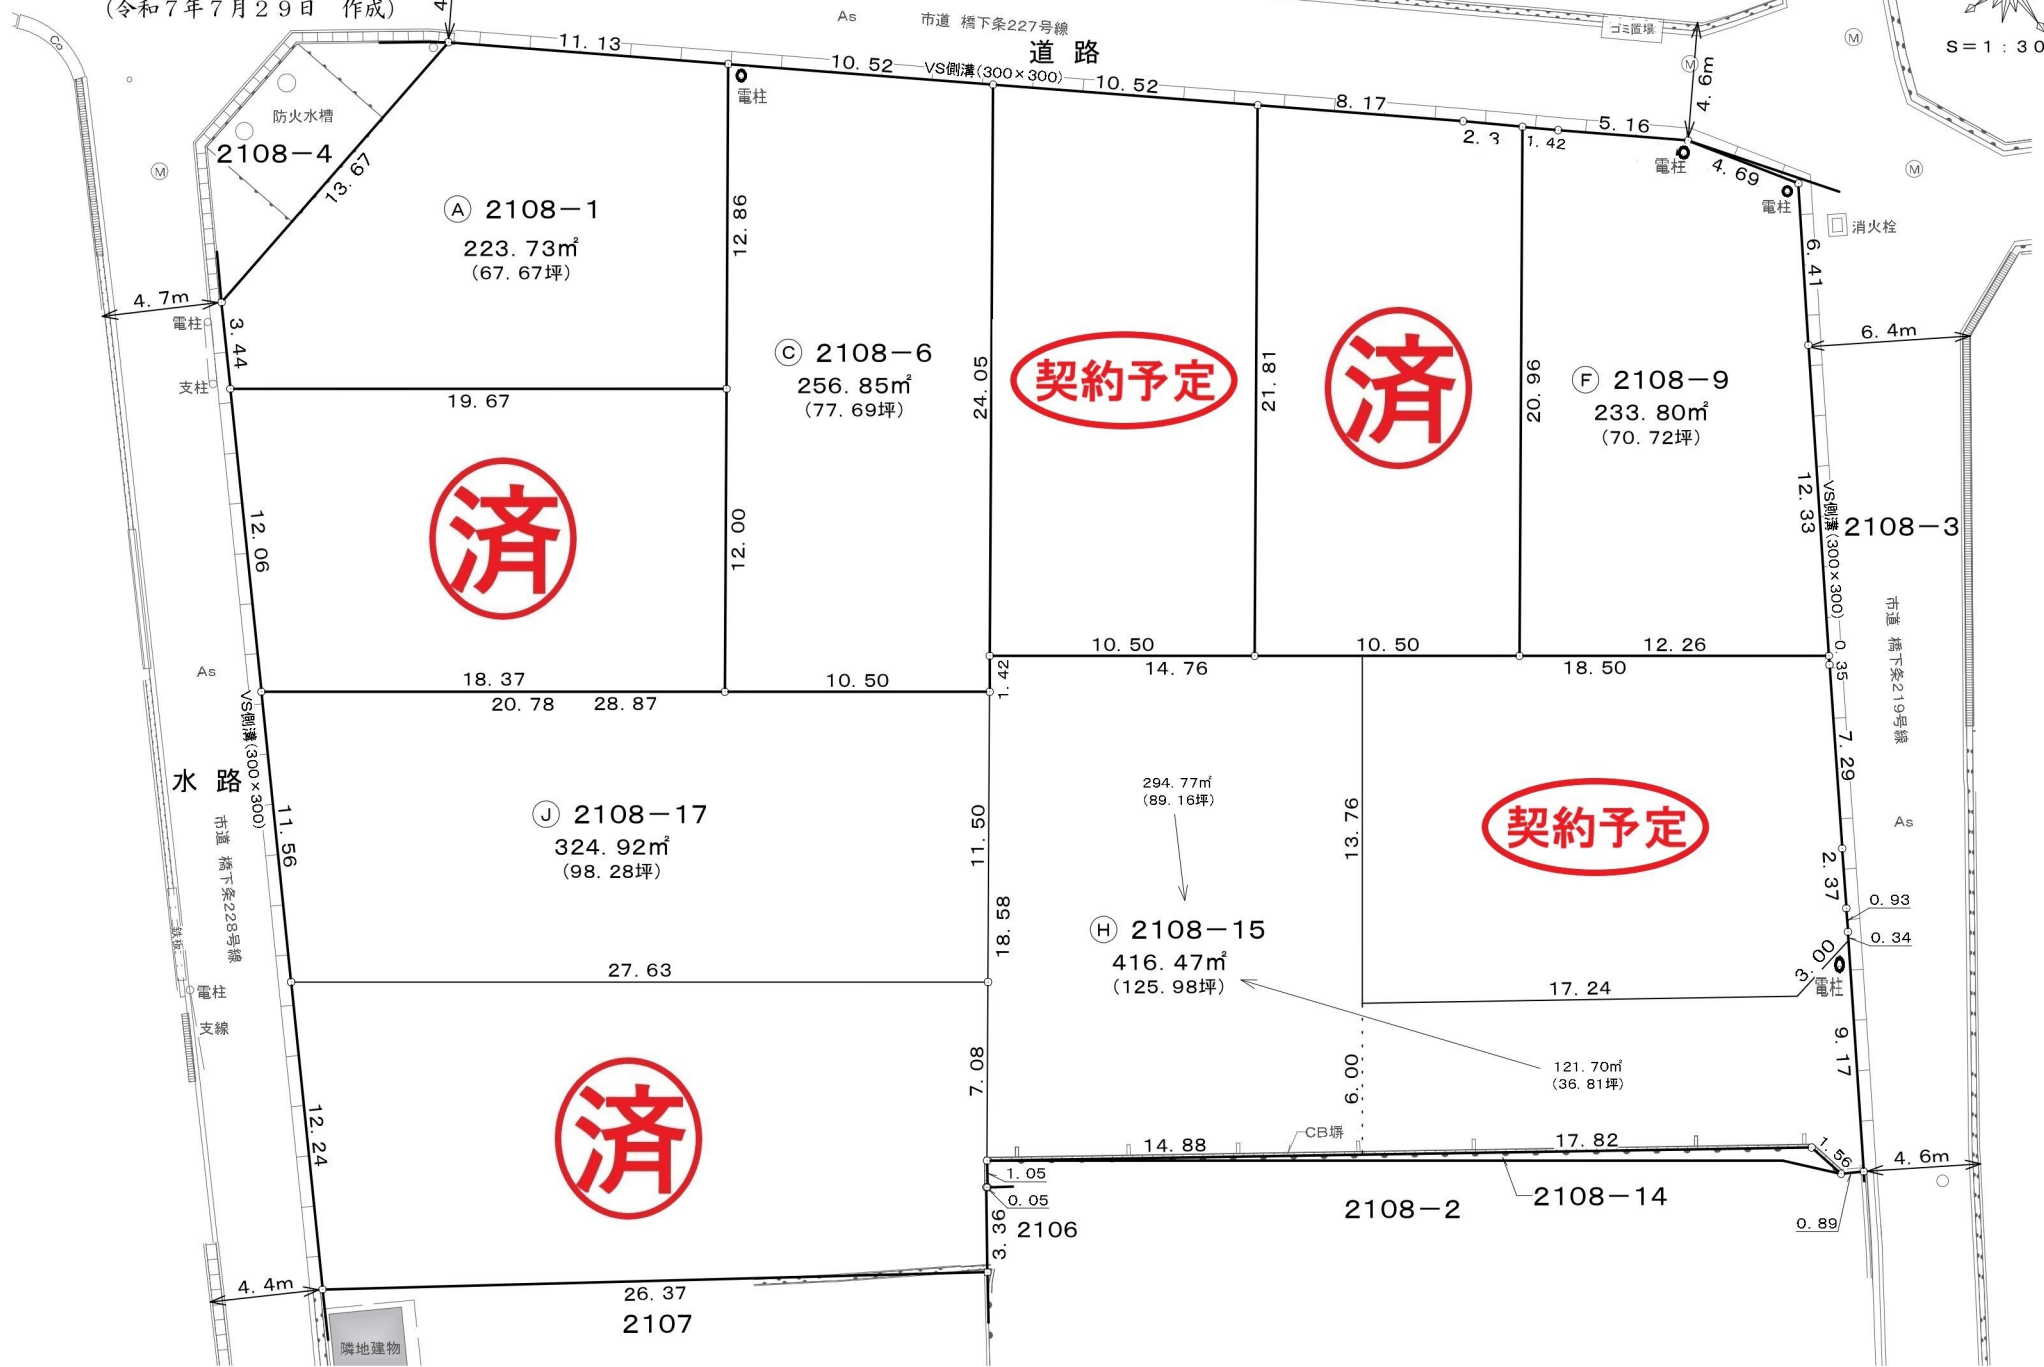 (令和7年7月29日 作成)
As
市道 橋下条227号線
道 路
ゴミ置場
S=1:30
Co
M
M
M
M
4.
11.13
10.52
VS側溝(300×300)
10.52
8.17
2.3
1.42
5.16
4.6m
4.69
電柱
電柱
電柱
消火栓
防火水槽
2108-4
13.67
A 2108-1
223.73㎡
(67.67坪)
12.86
4.7m
電柱
3.44
支柱
19.67
C 2108-6
256.85㎡
(77.69坪)
24.05
契約予定
21.81
済
20.96
F 2108-9
233.80㎡
(70.72坪)
6.41
6.4m
12.33
VS側溝(300×300)
2108-3
済
12.06
12.00
18.37
20.78
28.87
10.50
1.42
10.50
14.76
10.50
12.26
18.50
0.35
市道 橋下条219号線
As
As
VS側溝(300×300)
水 路
市道 橋下条228号線
鉄板
11.56
J 2108-17
324.92㎡
(98.28坪)
11.50
18.58
294.77㎡
(89.16坪)
13.76
契約予定
7.29
2.37
0.93
0.34
H 2108-15
416.47㎡
(125.98坪)
3.00
電柱
17.24
27.63
電柱
支線
7.08
6.00
121.70㎡
(36.81坪)
9.17
済
12.24
14.88
CB塀
17.82
1.56
4.6m
1.05
0.05
3.36
2106
2108-2
2108-14
0.89
4.4m
26.37
2107
隣地建物